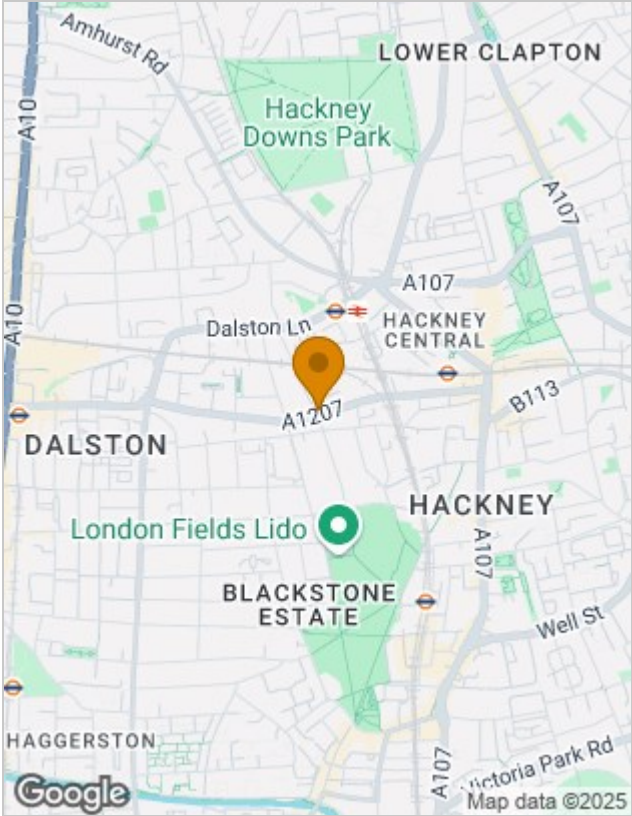 Amhurst Rd
LOWER CLAPTON
A10
Hackney
Downs Park
A107
A107
A10
Dalston Ln
HACKNEY
CENTRAL
B113
A1207
DALSTON
HACKNEY
London Fields Lido
A107
BLACKSTONE
ESTATE
Well St
HAGGERSTON
A107
Victoria Park Rd
Google
Map data ©2025